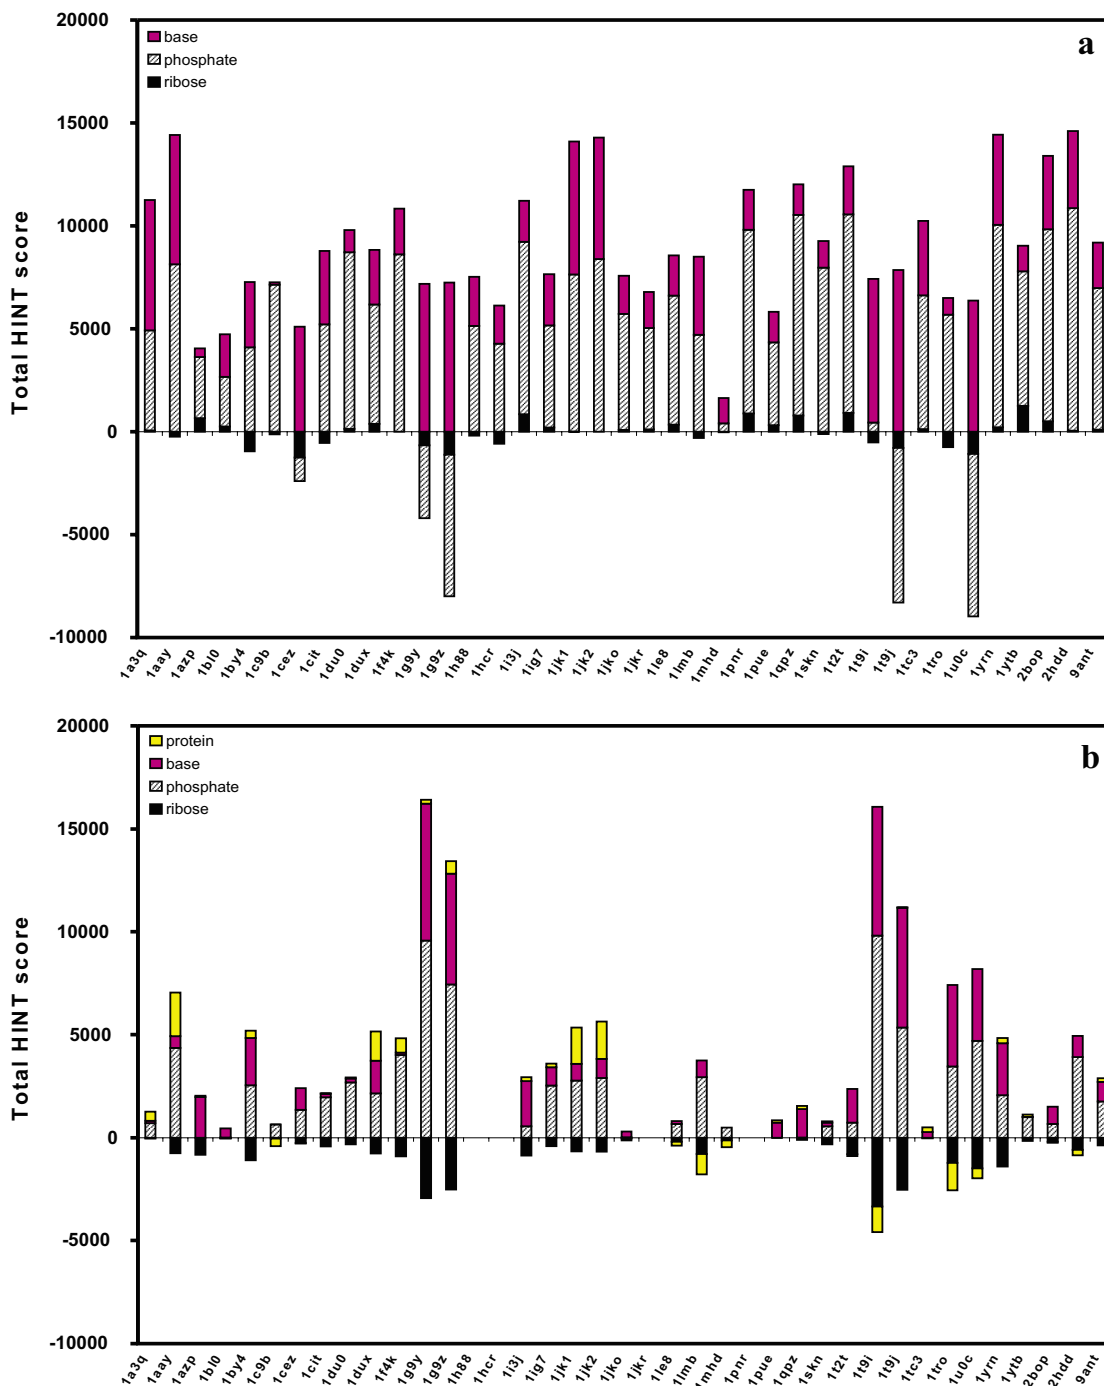 20000
base
phosphate
ribose
a
15000
10000
5000
0
-5000
-10000
Total HINT score
1a3q 1aay 1azp 1bl0 1by4 1c9b 1cez 1cit 1du0 1dux 1f4k 1g9y 1g9z 1h88 1hcr 1i3j 1ig7 1jk1 1jk2 1jko 1jkr 1le8 1lmb 1mhd 1pnr 1pue 1qpz 1skn 1t2t 1t9i 1t9j 1tc3 1tro 1u0c 1yrn 1ytb 2bop 2hdd 9ant
20000
protein
base
phosphate
ribose
b
15000
10000
5000
0
-5000
-10000
Total HINT score
1a3q 1aay 1azp 1bl0 1by4 1c9b 1cez 1cit 1du0 1dux 1f4k 1g9y 1g9z 1h88 1hcr 1i3j 1ig7 1jk1 1jk2 1jko 1jkr 1le8 1lmb 1mhd 1pnr 1pue 1qpz 1skn 1t2t 1t9i 1t9j 1tc3 1tro 1u0c 1yrn 1ytb 2bop 2hdd 9ant